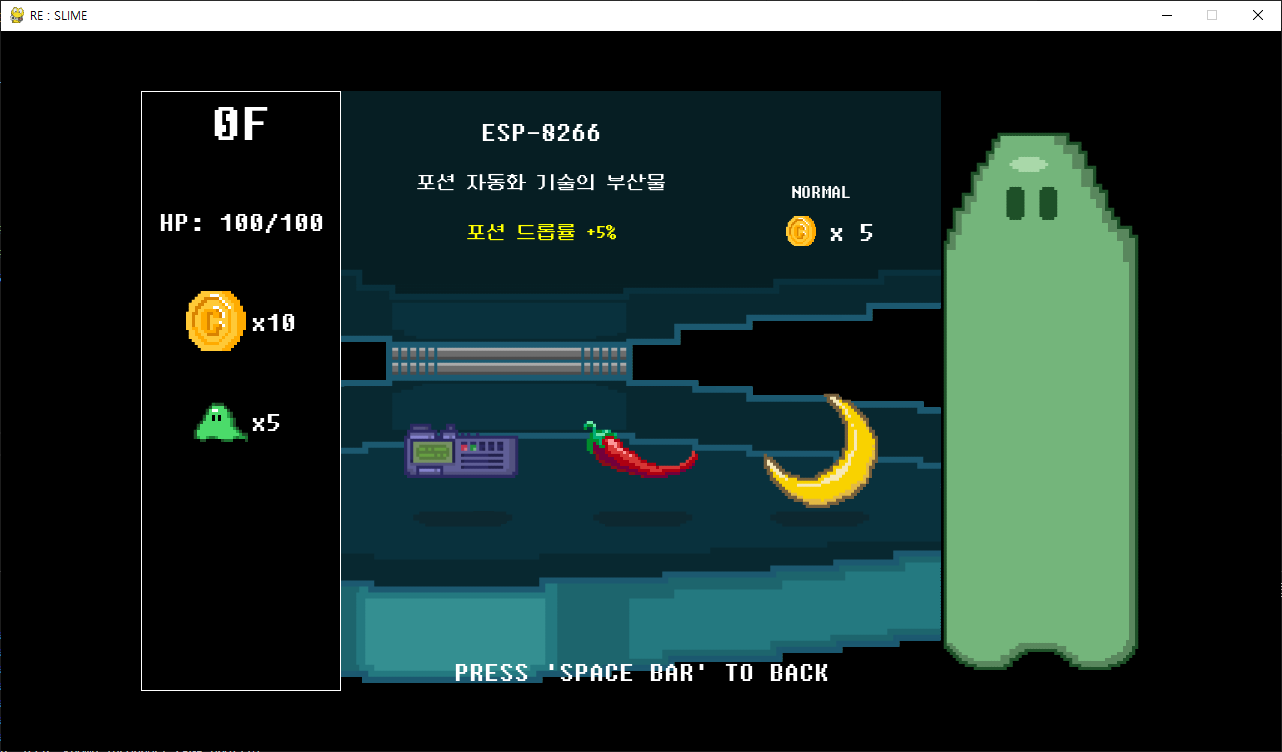 RE : SLIME
0F
HP: 100/100
x10
x5
ESP-8266
포션 자동화 기술의 부산물
포션 드롭률 +5%
NORMAL
x 5
PRESS 'SPACE BAR' TO BACK